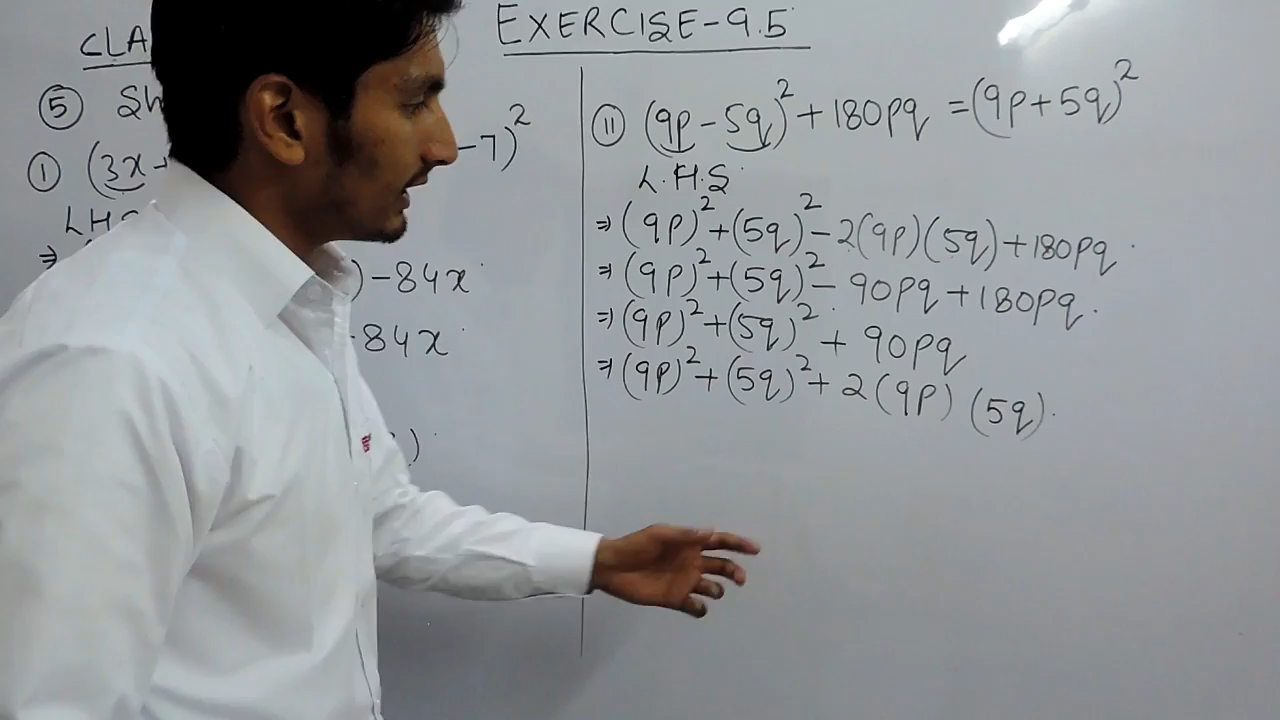 EXERCISE-9.5
CLA
⑤ Sh
① (3x+ -7)²
LHS
⇒ )-84x
-84x
)
⑪ (9p-5q)²+180pq =(9p+5q)²
L.H.S
⇒(9p)²+(5q)²-2(9p)(5q)+180pq
⇒(9p)²+(5q)²-90pq+180pq.
⇒(9p)²+(5q)²+90pq
⇒(9p)²+(5q)²+2(9p)(5q).